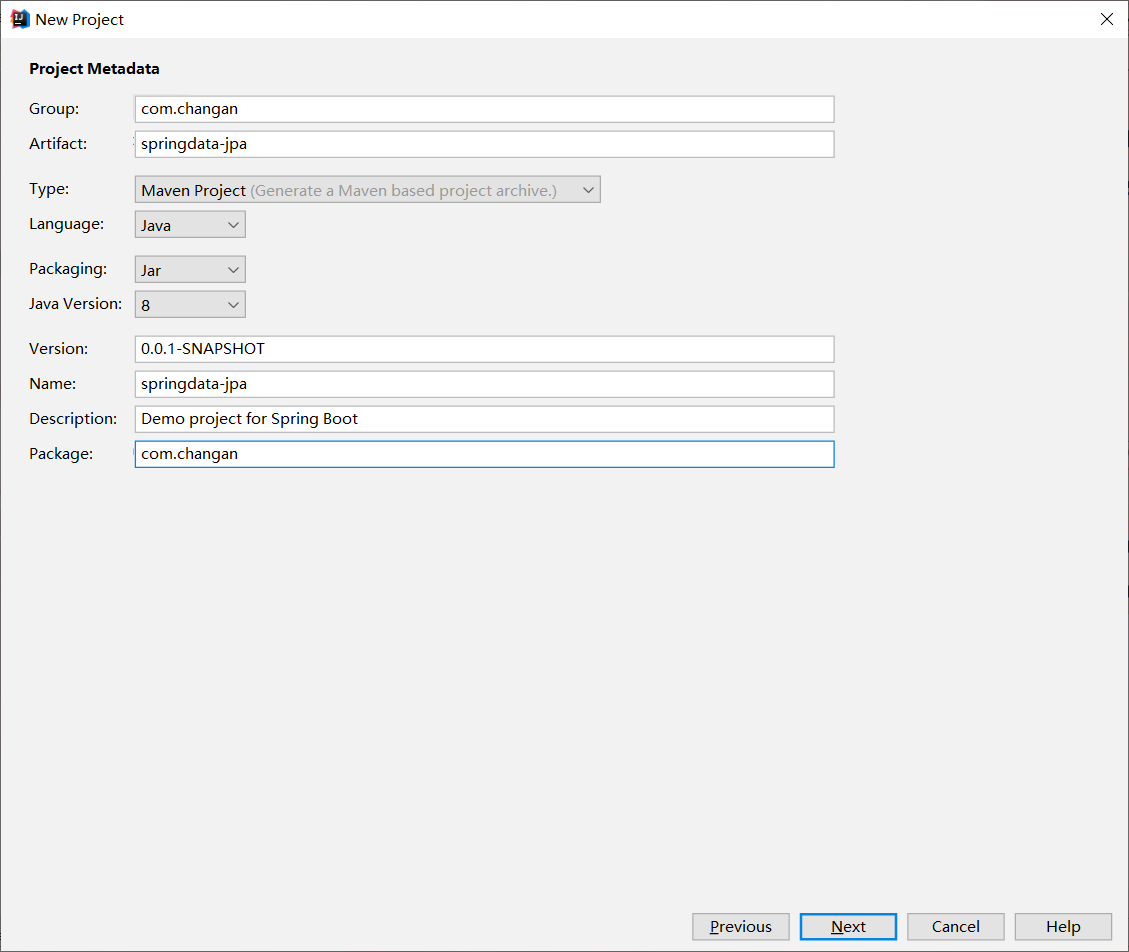 New Project
Project Metadata
Group: com.changan
Artifact: springdata-jpa
Type: Maven Project (Generate a Maven based project archive.)
Language: Java
Packaging: Jar
Java Version: 8
Version: 0.0.1-SNAPSHOT
Name: springdata-jpa
Description: Demo project for Spring Boot
Package: com.changan
Previous Next Cancel Help